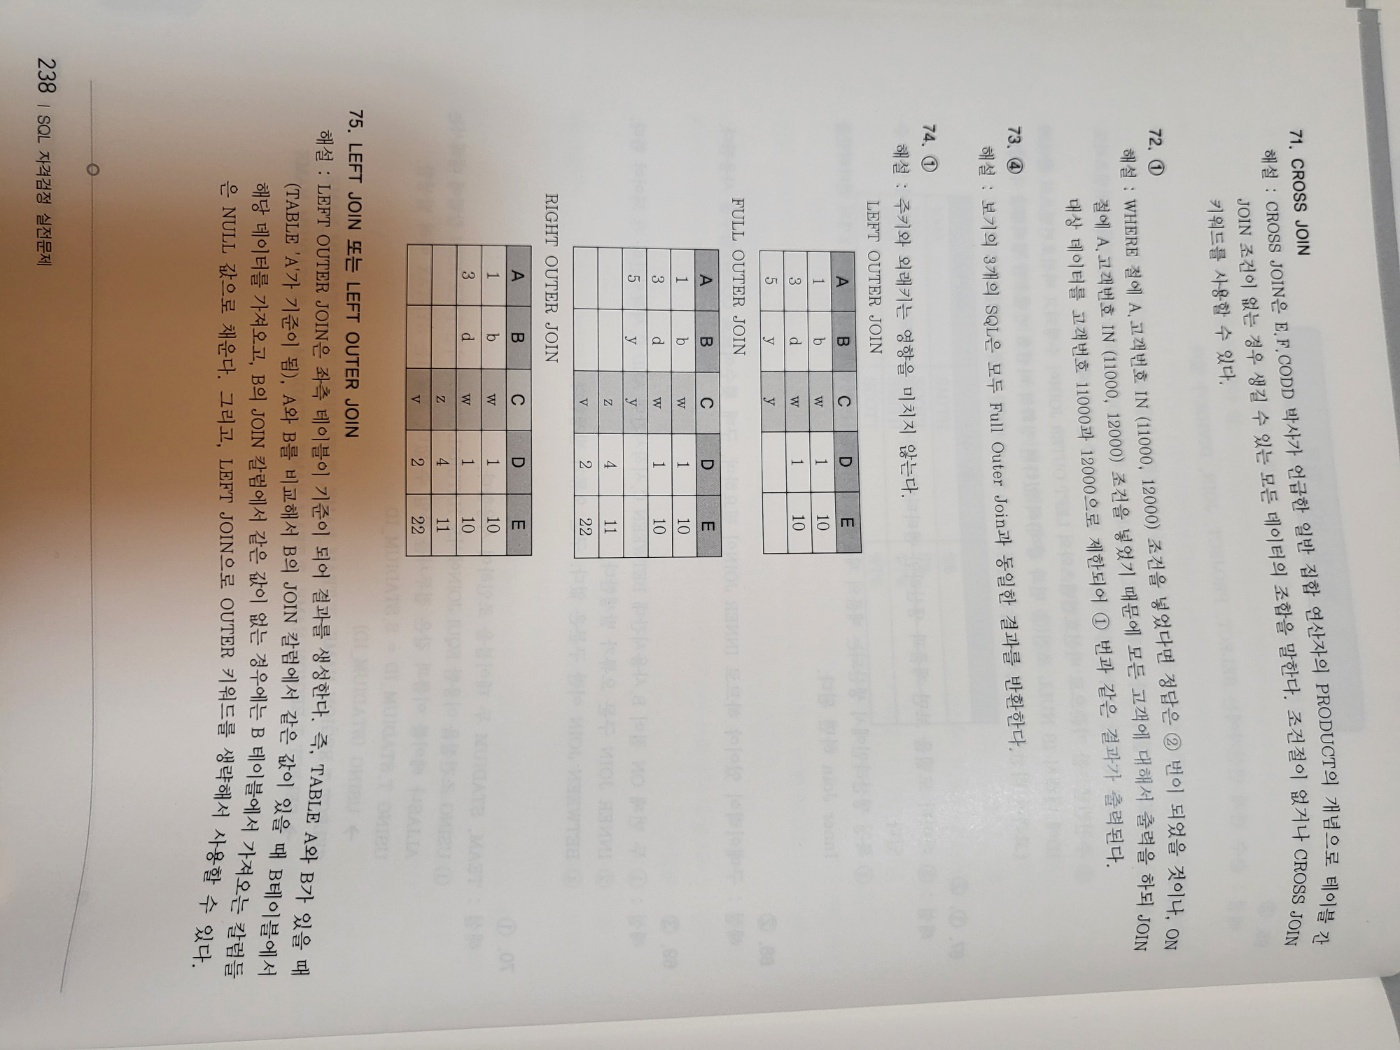 71. CROSS JOIN
해설 : CROSS JOIN은 E.F.CODD 박사가 언급한 일반 집합 연산자의 PRODUCT의 개념으로 테이블 간
JOIN 조건이 없는 경우 생길 수 있는 모든 데이터의 조합을 말한다. 조건절이 없거나 CROSS JOIN
키워드를 사용할 수 있다.
72. ①
해설 : WHERE 절에 A.고객번호 IN (11000, 12000) 조건을 넣었다면 정답은 ② 번이 되었을 것이나, ON
절에 A.고객번호 IN (11000, 12000) 조건을 넣었기 때문에 모든 고객에 대해서 출력을 하되 JOIN
대상 데이터를 고객번호 11000과 12000으로 제한되어 ① 번과 같은 결과가 출력된다.
73. ④
해설 : 보기의 3개의 SQL은 모두 Full Outer Join과 동일한 결과를 반환한다.
74. ①
해설 : 주키와 외래키는 영향을 미치지 않는다.
LEFT OUTER JOIN
A B C D E
1 b w 1 10
3 d w 1 10
5 y y
FULL OUTER JOIN
A B C D E
1 b w 1 10
3 d w 1 10
5 y y
z 4 11
v 2 22
RIGHT OUTER JOIN
A B C D E
1 b w 1 10
3 d w 1 10
z 4 11
v 2 22
75. LEFT JOIN 또는 LEFT OUTER JOIN
해설 : LEFT OUTER JOIN은 좌측 테이블이 기준이 되어 결과를 생성한다. 즉, TABLE A와 B가 있을 때
(TABLE 'A'가 기준이 됨), A와 B를 비교해서 B의 JOIN 칼럼에서 같은 값이 있을 때 B테이블에서
해당 데이터를 가져오고, B의 JOIN 칼럼에서 같은 값이 없는 경우에는 B 테이블에서 가져오는 칼럼들
은 NULL 값으로 채운다. 그리고, LEFT JOIN으로 OUTER 키워드를 생략해서 사용할 수 있다.
238 | SQL 자격검정 실전문제